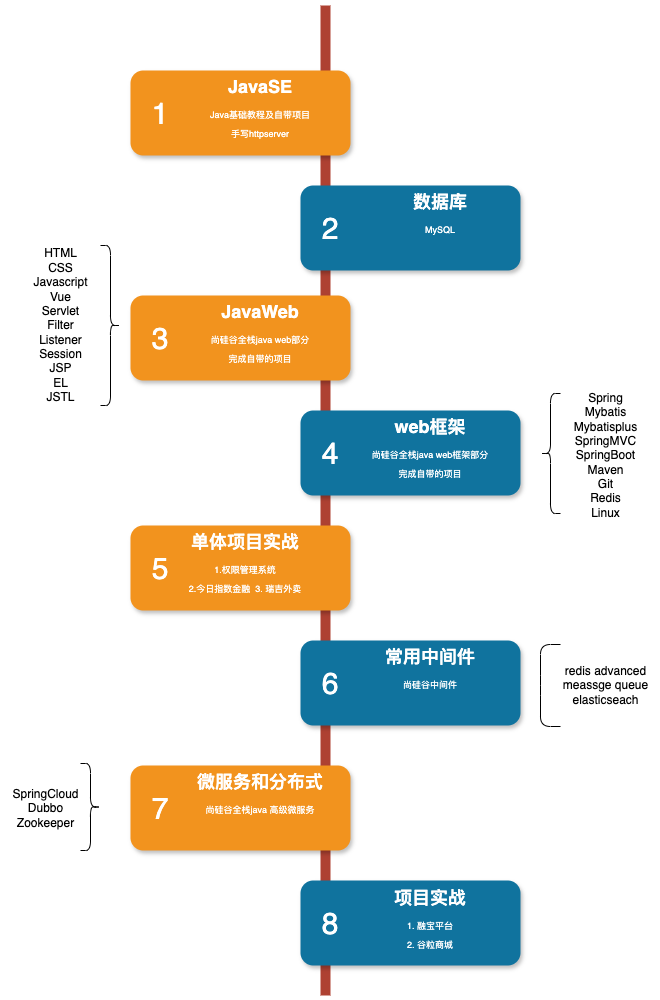 JavaSE
1
Java基础教程及自带项目
手写httpserver
数据库
2
MySQL
HTML
CSS
Javascript
Vue
Servlet
Filter
Listener
Session
JSP
EL
JSTL
JavaWeb
3
尚硅谷全栈java web部分
完成自带的项目
web框架
4
尚硅谷全栈java web框架部分
完成自带的项目
Spring
Mybatis
Mybatisplus
SpringMVC
SpringBoot
Maven
Git
Redis
Linux
单体项目实战
5
1.权限管理系统
2.今日指数金融 3. 瑞吉外卖
常用中间件
6
尚硅谷中间件
redis advanced
meassge queue
elasticseach
SpringCloud
Dubbo
Zookeeper
微服务和分布式
7
尚硅谷全栈java 高级微服务
项目实战
8
1. 融宝平台
2. 谷粒商城